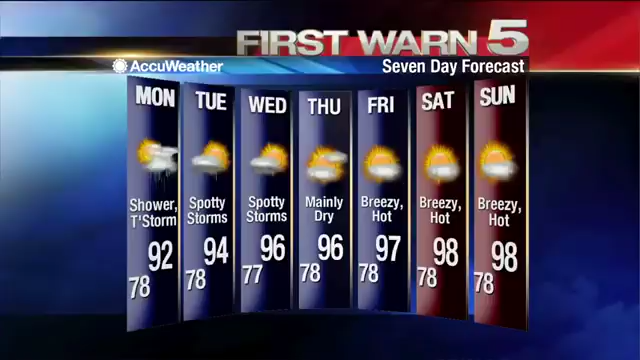 FIRST WARN 5
AccuWeather
Seven Day Forecast
MON
Shower,
T'Storm
92
78
TUE
Spotty
Storms
94
78
WED
Spotty
Storms
96
77
THU
Mainly
Dry
96
78
FRI
Breezy,
Hot
97
78
SAT
Breezy,
Hot
98
78
SUN
Breezy,
Hot
98
78